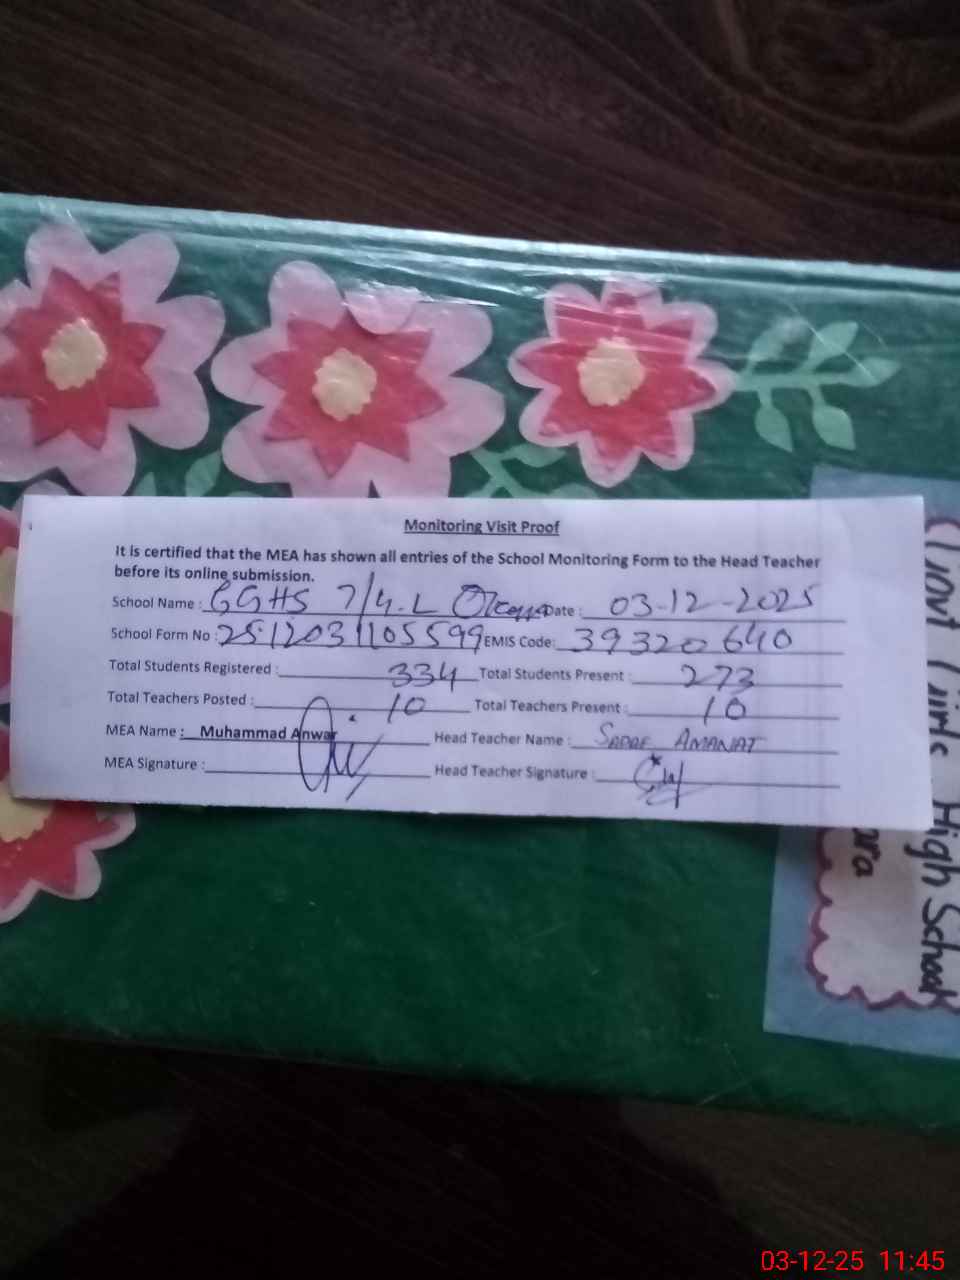 Monitoring Visit Proof
It is certified that the MEA has shown all entries of the School Monitoring Form to the Head Teacher
before its online submission.
School Name : GGHS 7/4.L Date : 03-12-2025
School Form No : 2512031105599 EMIS Code: 39320640
Total Students Registered : 334 Total Students Present : 273
Total Teachers Posted : 10 Total Teachers Present : 10
MEA Name : Muhammad Anwar Head Teacher Name : SADAF AMANAT
MEA Signature : Head Teacher Signature :
Govt Girls High School
ara
03-12-25 11:45